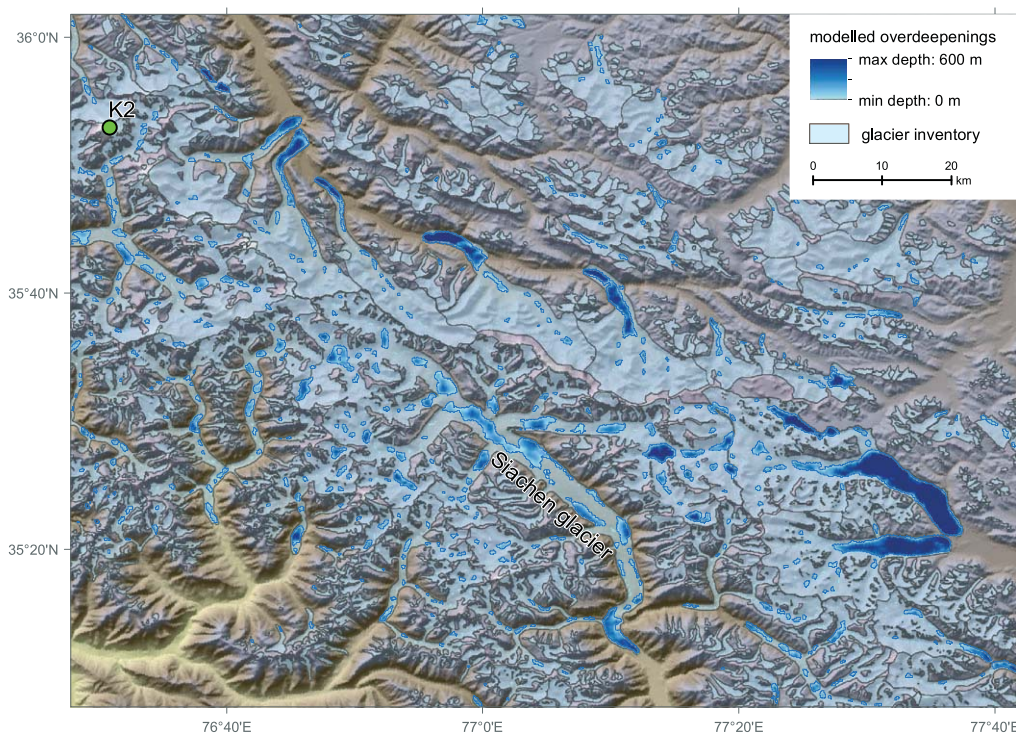 36°0'N
modelled overdeepenings
max depth: 600 m
min depth: 0 m
K2
glacier inventory
0 10 20
km
35°40'N
Siachen glacier
35°20'N
76°40'E 77°0'E 77°20'E 77°40'E